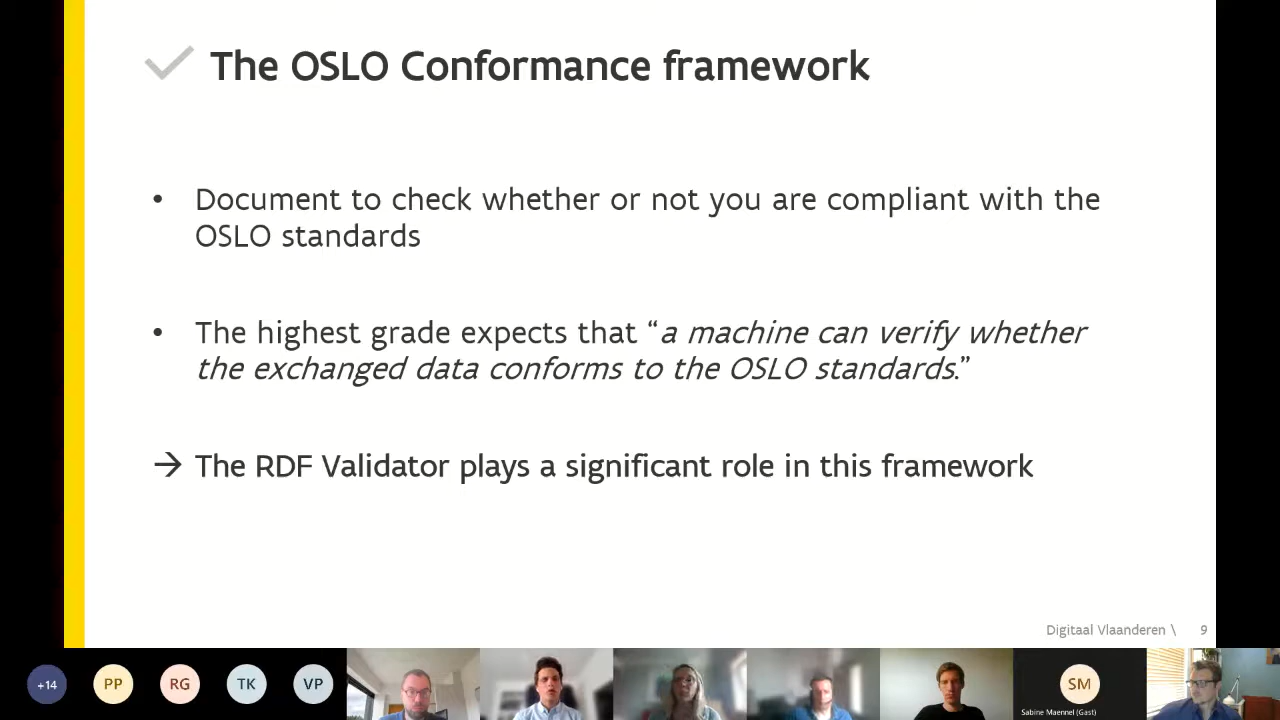 The OSLO Conformance framework
• Document to check whether or not you are compliant with the
OSLO standards
• The highest grade expects that “a machine can verify whether
the exchanged data conforms to the OSLO standards.”
→ The RDF Validator plays a significant role in this framework
Digitaal Vlaanderen \ 9
+14 PP RG TK VP SM
Sabine Maennel (Gast)